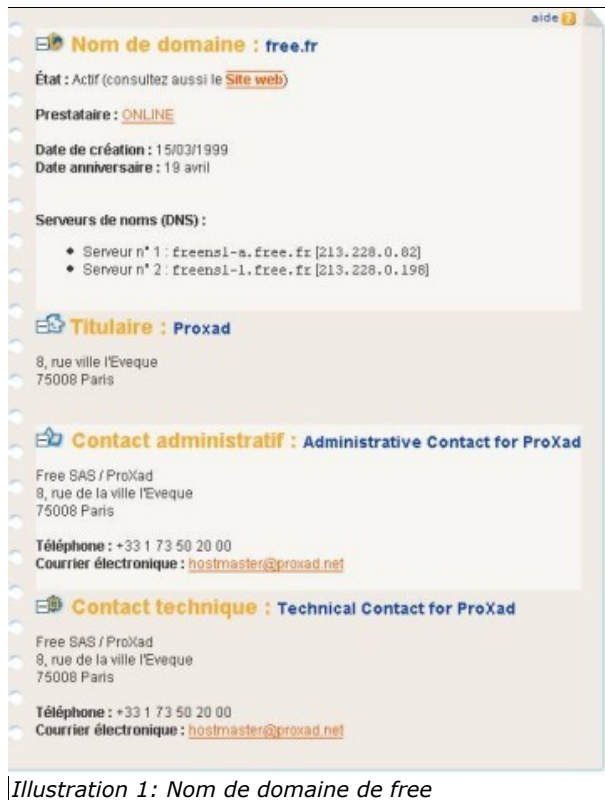 aide
Nom de domaine : free.fr
État : Actif (consultez aussi le Site web)
Prestataire : ONLINE
Date de création : 15/03/1999
Date anniversaire : 19 avril
Serveurs de noms (DNS) :
Serveur n° 1 : freens1-a.free.fr [213.228.0.82]
Serveur n° 2 : freens1-1.free.fr [213.228.0.198]
Titulaire : Proxad
8, rue ville l'Eveque
75008 Paris
Contact administratif : Administrative Contact for ProXad
Free SAS / ProXad
8, rue de la ville l'Eveque
75008 Paris
Téléphone : +33 1 73 50 20 00
Courrier électronique : hostmaster@proxad.net
Contact technique : Technical Contact for ProXad
Free SAS / ProXad
8, rue de la ville l'Eveque
75008 Paris
Téléphone : +33 1 73 50 20 00
Courrier électronique : hostmaster@proxad.net
Illustration 1: Nom de domaine de free